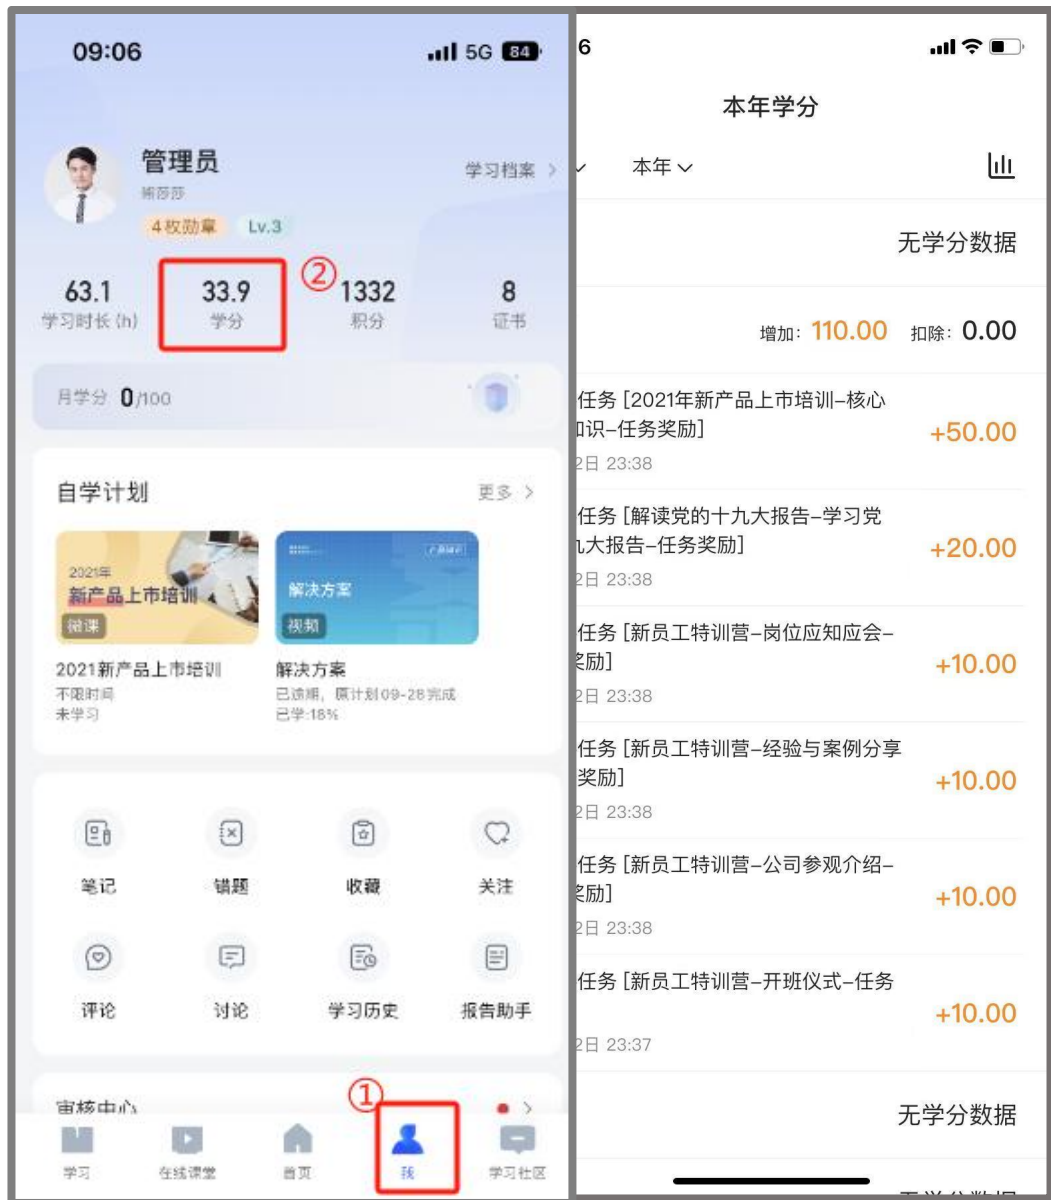 09:06
5G 84
管理员
熊莎莎
学习档案 >
4枚勋章 Lv.3
63.1
学习时长 (h)
33.9
学分
②
1332
积分
8
证书
月学分 0/100
自学计划
更多 >
2021年
新产品上市培训
微课
产品知识
解决方案
视频
2021新产品上市培训
不限时间
未学习
解决方案
已逾期，原计划09-28完成
已学:18%
笔记
错题
收藏
关注
评论
讨论
学习历史
报告助手
审核中心
①
学习
在线课堂
首页
我
学习社区
6
本年学分
本年
无学分数据
增加: 110.00 扣除: 0.00
任务 [2021年新产品上市培训–核心
识–任务奖励]
+50.00
2日 23:38
任务 [解读党的十九大报告–学习党
九大报告–任务奖励]
+20.00
2日 23:38
任务 [新员工特训营–岗位应知应会–
奖励]
+10.00
2日 23:38
任务 [新员工特训营–经验与案例分享
奖励]
+10.00
2日 23:38
任务 [新员工特训营–公司参观介绍–
奖励]
+10.00
2日 23:38
任务 [新员工特训营–开班仪式–任务
+10.00
2日 23:37
无学分数据